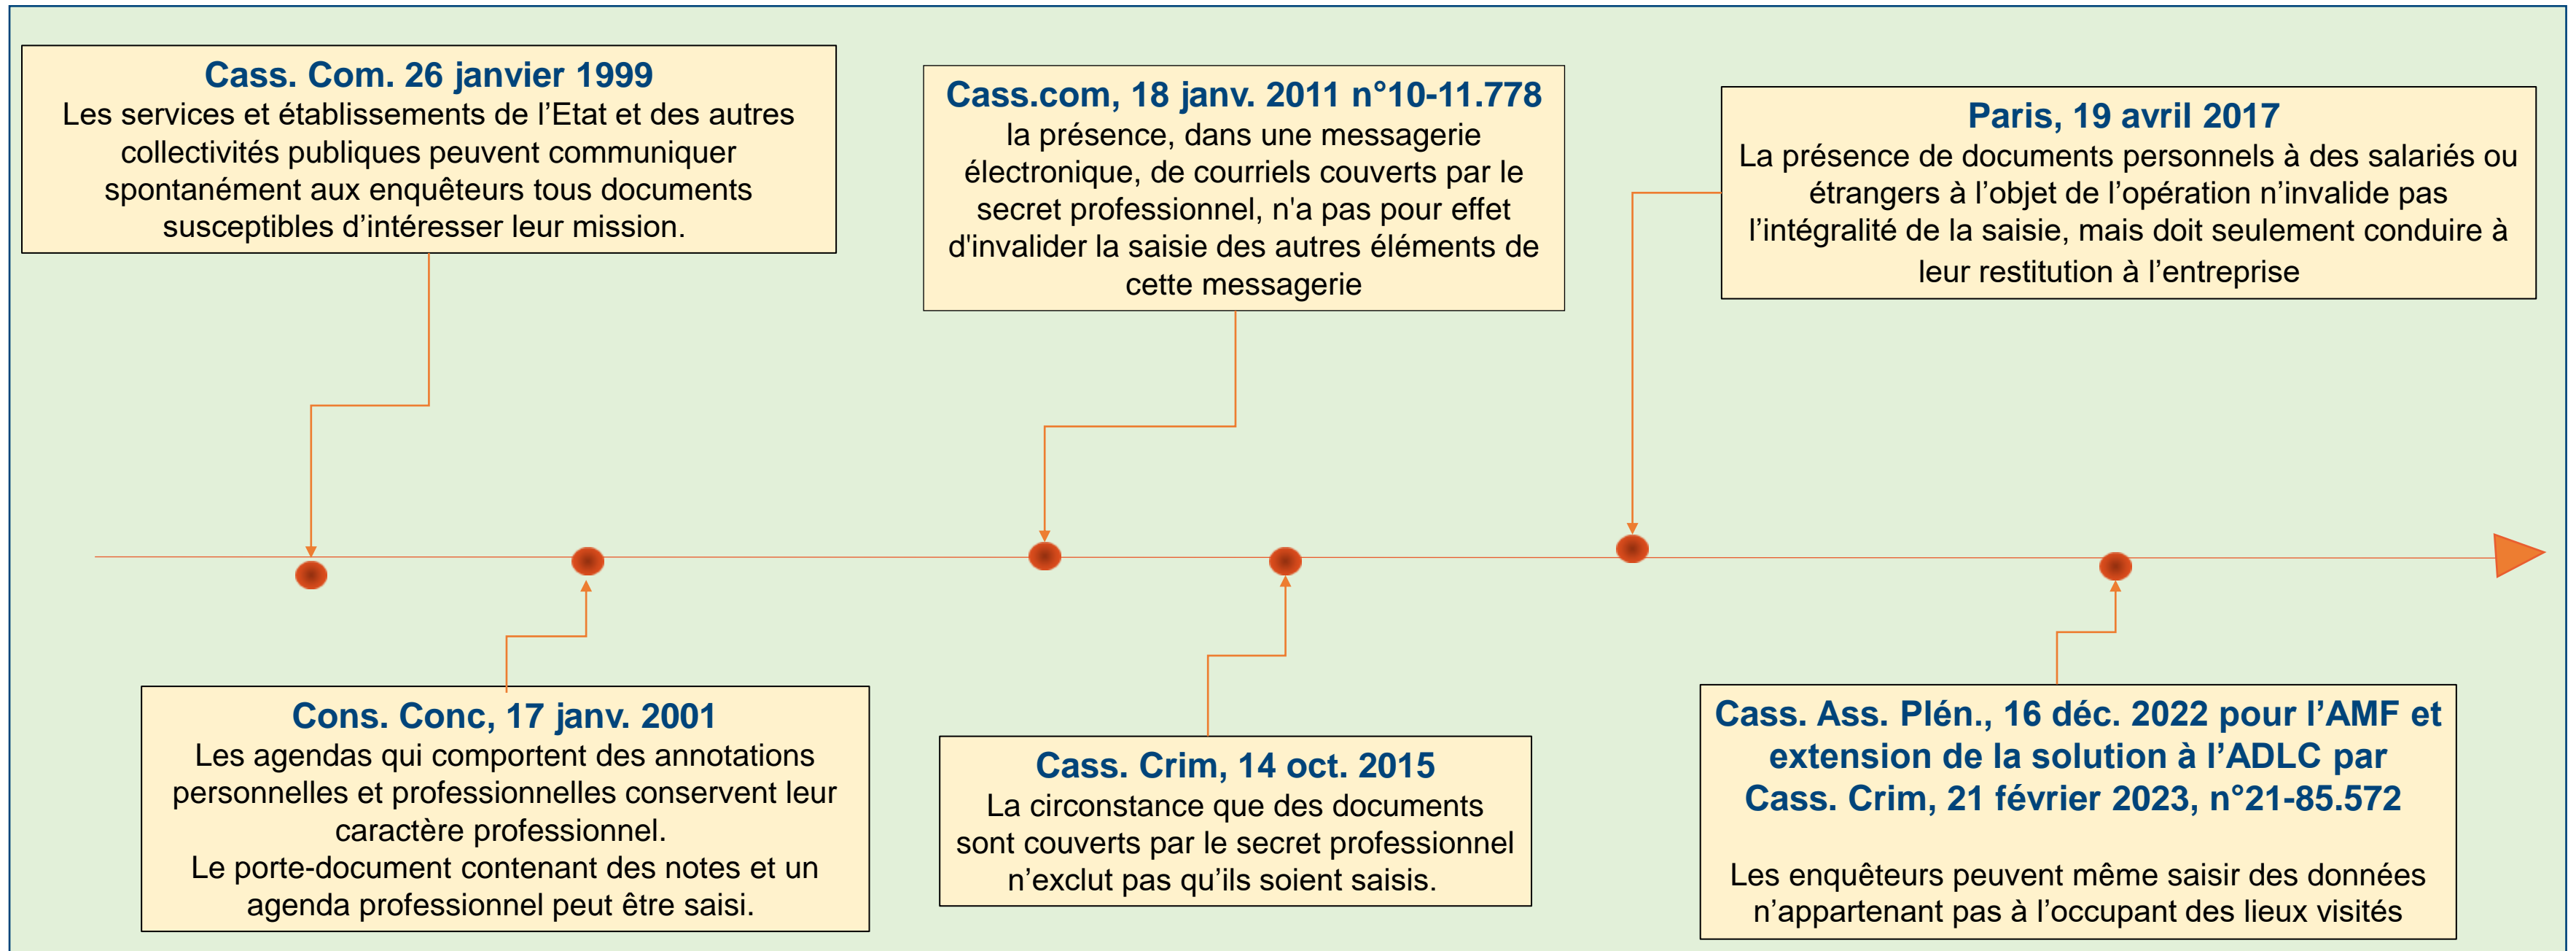 Cass. Com. 26 janvier 1999
Les services et établissements de l’Etat et des autres
collectivités publiques peuvent communiquer
spontanément aux enquêteurs tous documents
susceptibles d’intéresser leur mission.
Cass.com, 18 janv. 2011 n°10-11.778
la présence, dans une messagerie
électronique, de courriels couverts par le
secret professionnel, n'a pas pour effet
d'invalider la saisie des autres éléments de
cette messagerie
Paris, 19 avril 2017
La présence de documents personnels à des salariés ou
étrangers à l’objet de l’opération n’invalide pas
l’intégralité de la saisie, mais doit seulement conduire à
leur restitution à l’entreprise
Cons. Conc, 17 janv. 2001
Les agendas qui comportent des annotations
personnelles et professionnelles conservent leur
caractère professionnel.
Le porte-document contenant des notes et un
agenda professionnel peut être saisi.
Cass. Crim, 14 oct. 2015
La circonstance que des documents
sont couverts par le secret professionnel
n’exclut pas qu’ils soient saisis.
Cass. Ass. Plén., 16 déc. 2022 pour l’AMF et
extension de la solution à l’ADLC par
Cass. Crim, 21 février 2023, n°21-85.572
Les enquêteurs peuvent même saisir des données
n’appartenant pas à l’occupant des lieux visités